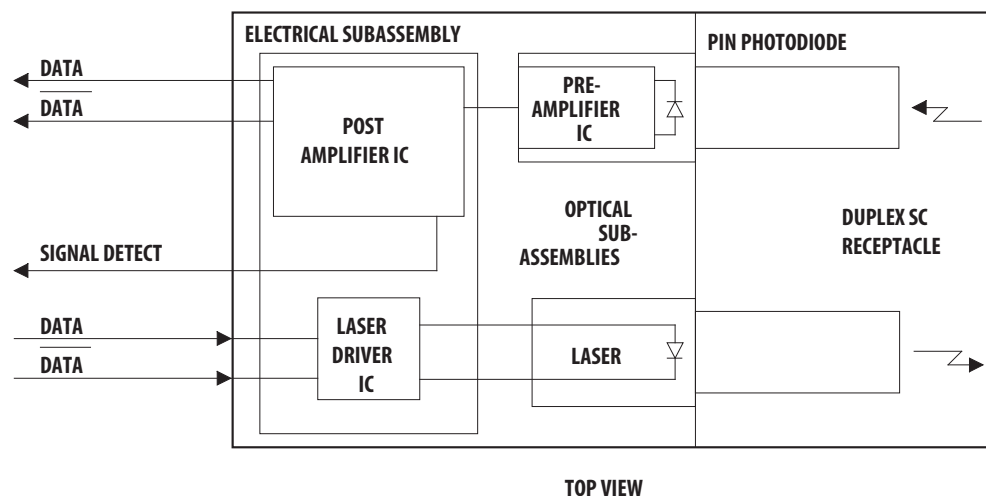 ELECTRICAL SUBASSEMBLY
PIN PHOTODIODE
DATA
DATA
POST
AMPLIFIER IC
PRE-
AMPLIFIER
IC
SIGNAL DETECT
OPTICAL
SUB-
ASSEMBLIES
DUPLEX SC
RECEPTACLE
DATA
DATA
LASER
DRIVER
IC
LASER
TOP VIEW